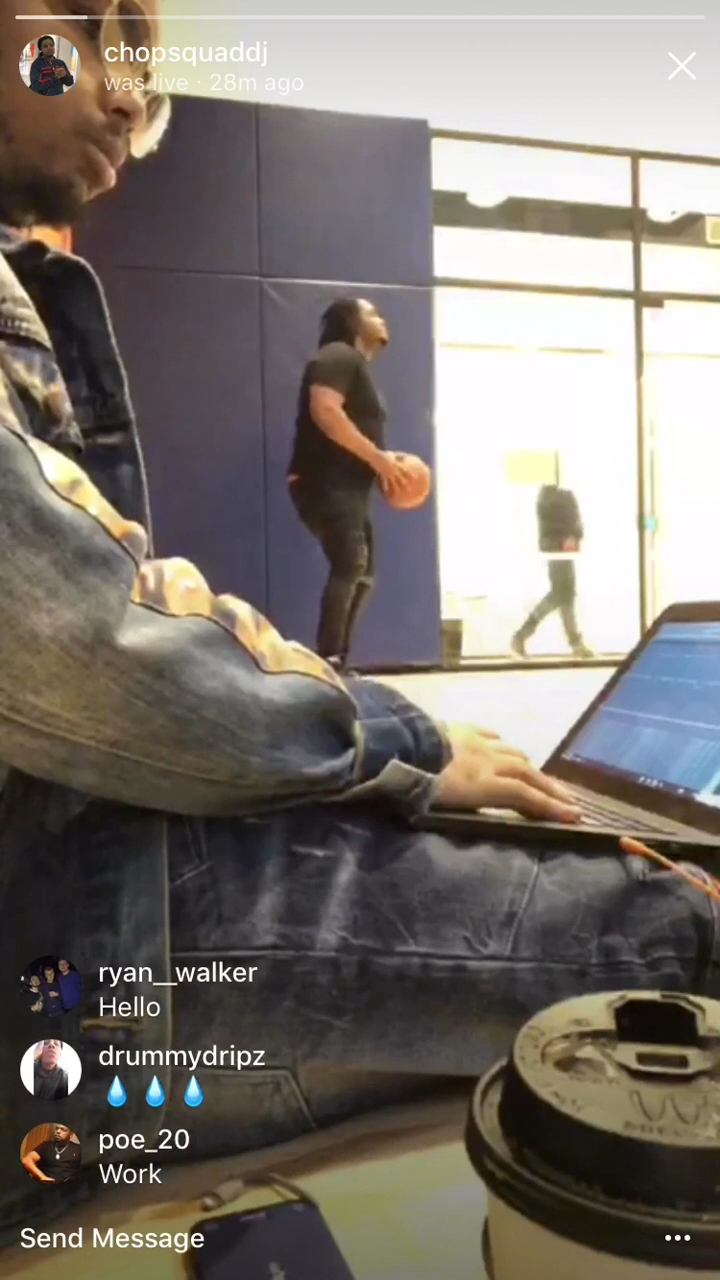 chopsquaddj
was live · 28m ago
ryan__walker
Hello
drummydripz
💧 💧 💧
poe_20
Work
Send Message